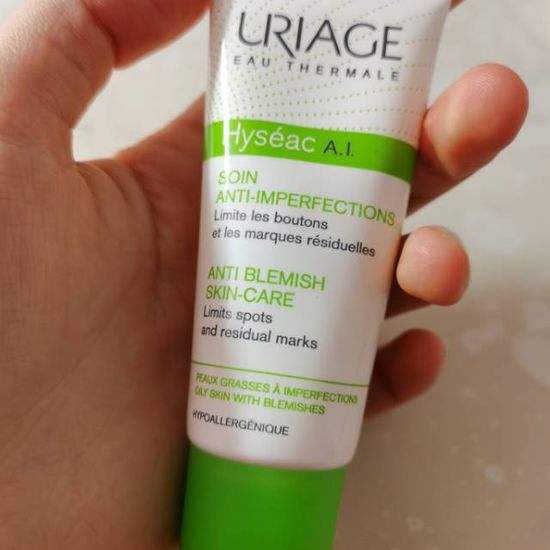 URIAGE
EAU THERMALE
Hyséac A.I.
SOIN
ANTI-IMPERFECTIONS
Limite les boutons
et les marques résiduelles
ANTI BLEMISH
SKIN-CARE
Limits spots
and residual marks
PEAUX GRASSES À IMPERFECTIONS
OILY SKIN WITH BLEMISHES
HYPOALLERGÉNIQUE